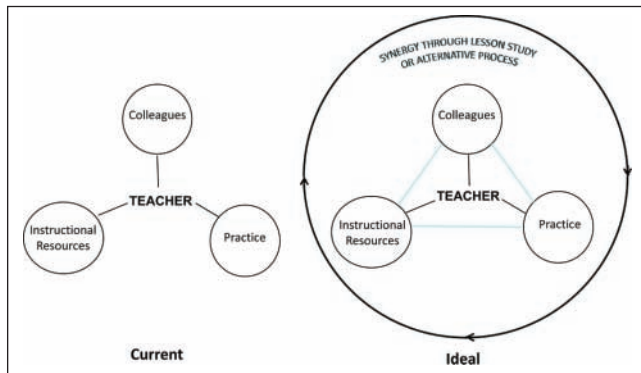 Colleagues
TEACHER
Instructional
Resources
Practice
Current
SYNERGY THROUGH LESSON STUDY
OR ALTERNATIVE PROCESS
Colleagues
TEACHER
Instructional
Resources
Practice
Ideal